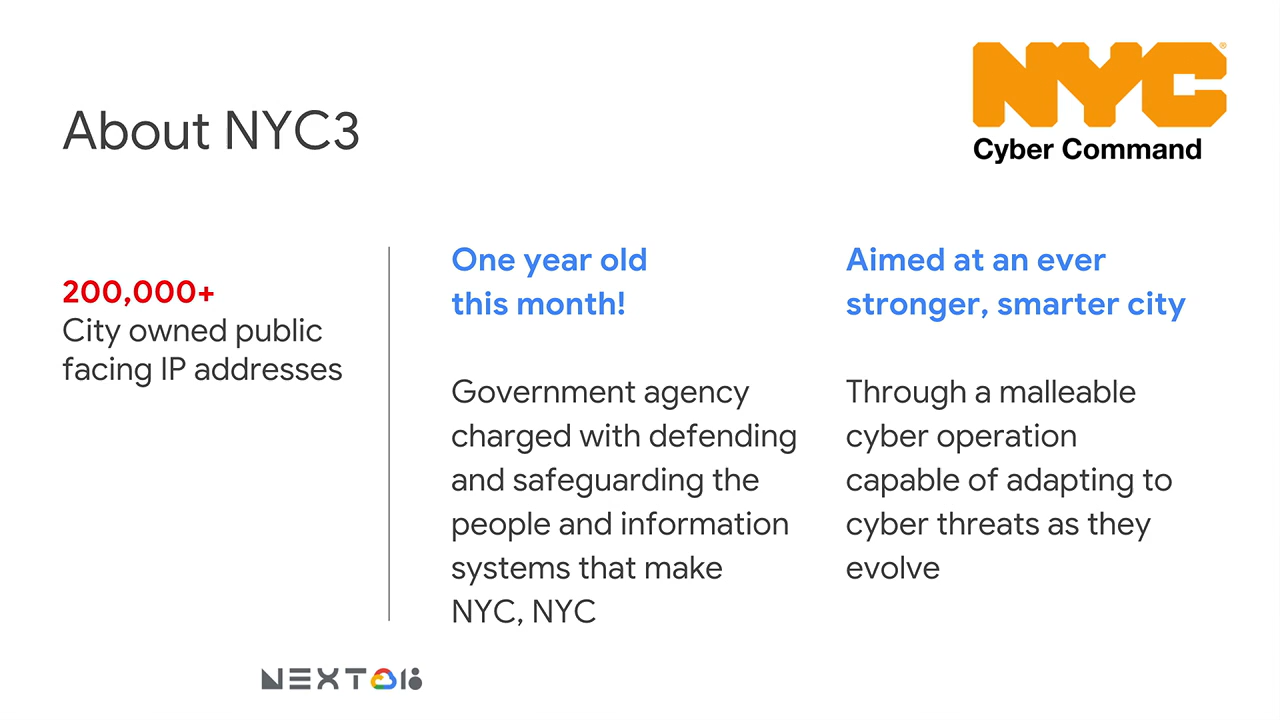 NYC®
Cyber Command
About NYC3
200,000+
City owned public
facing IP addresses
One year old
this month!
Government agency
charged with defending
and safeguarding the
people and information
systems that make
NYC, NYC
Aimed at an ever
stronger, smarter city
Through a malleable
cyber operation
capable of adapting to
cyber threats as they
evolve
NEXT 18